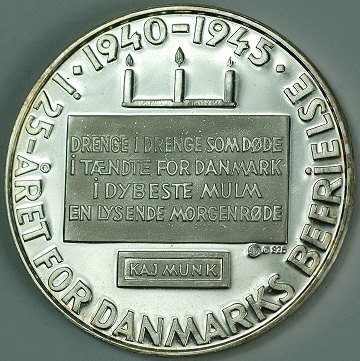 I 25-ÅRET FOR DANMARKS BEFRIELSE · 1940-1945 ·
DRENGE I DRENGE SOM DØDE
I TÆNDTE FOR DANMARK
I DYBESTE MULM
EN LYSENDE MORGENRØDE
925
KAJ MUNK